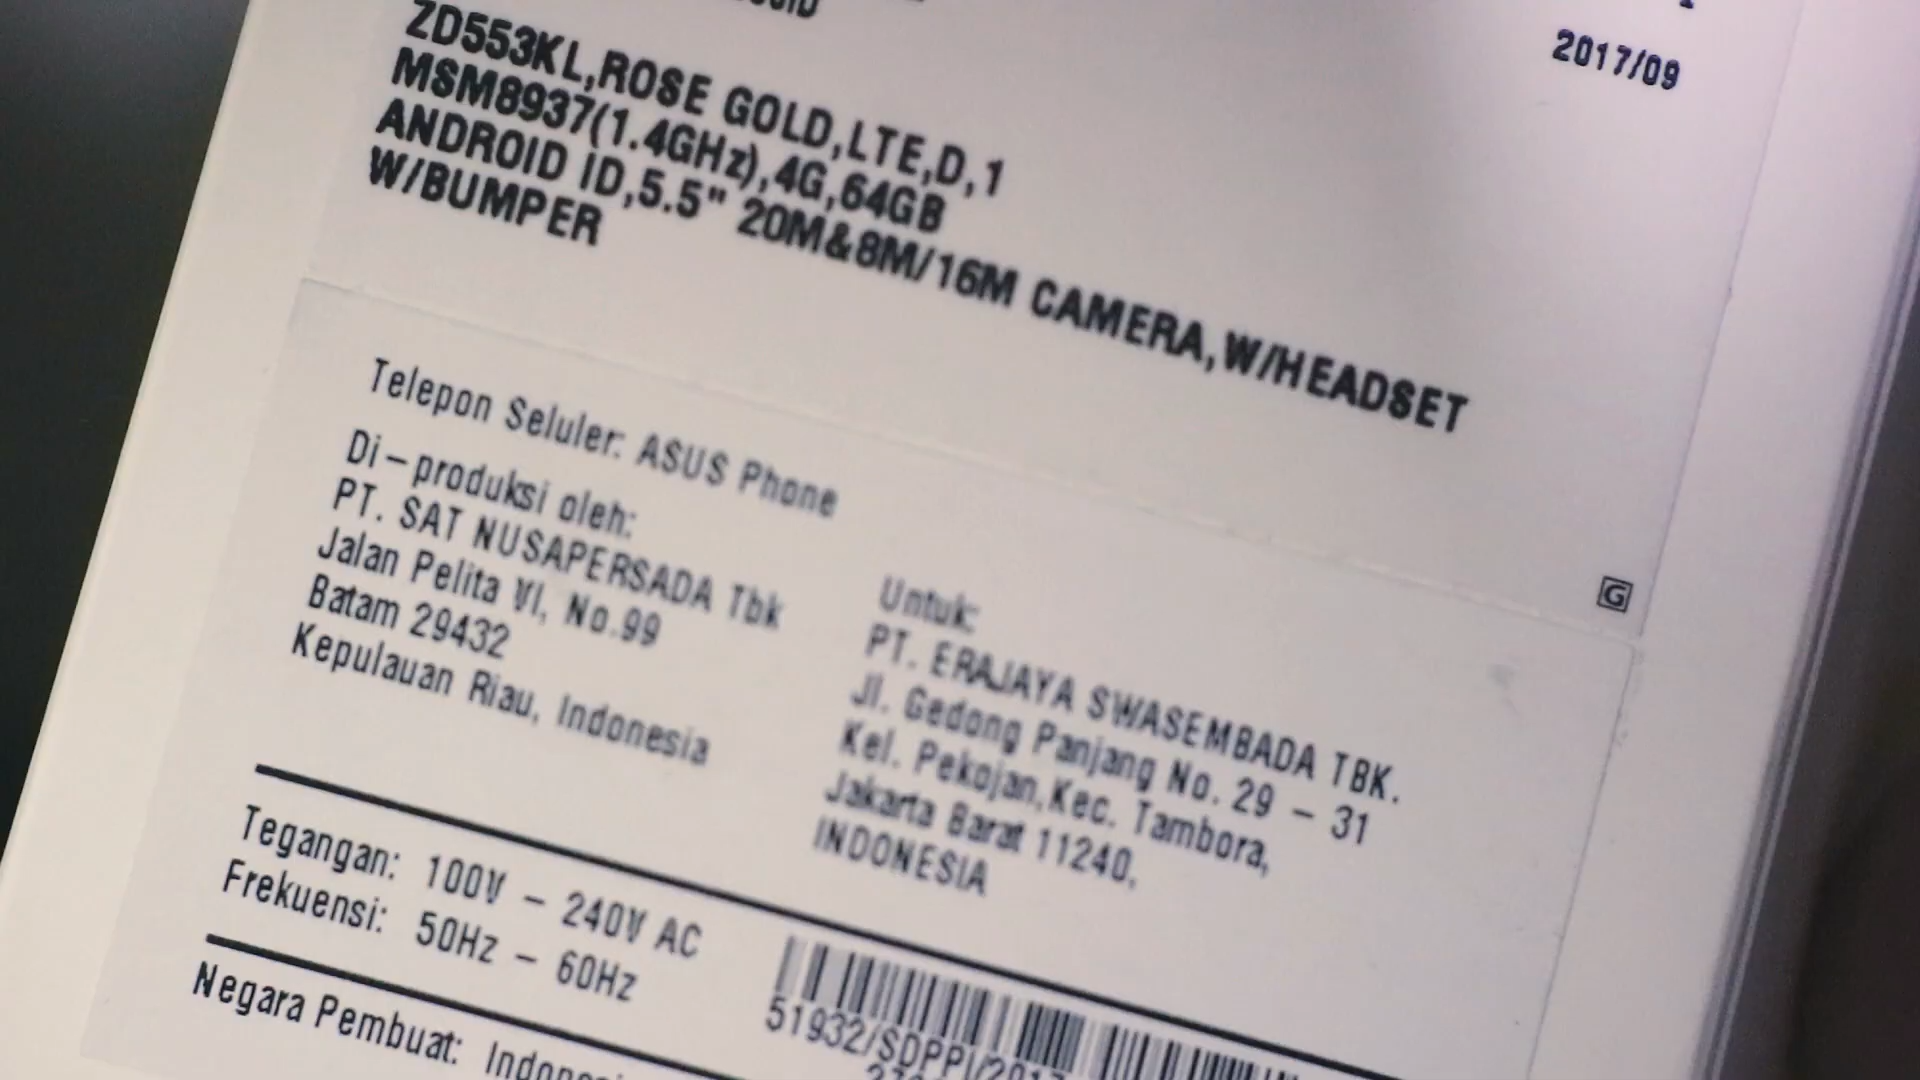 2017/09
ZD553KL,ROSE GOLD,LTE,D,1
MSM8937(1.4GHz),4G,64GB
ANDROID ID,5.5" 20M&8M/16M CAMERA,W/HEADSET
W/BUMPER
G
Telepon Seluler: ASUS Phone
Di-produksi oleh:
PT. SAT NUSAPERSADA Tbk
Jalan Pelita VI, No.99
Batam 29432
Kepulauan Riau, Indonesia
Untuk:
PT. ERAJAYA SWASEMBADA TBK.
Jl. Gedong Panjang No. 29 - 31
Kel. Pekojan,Kec. Tambora,
Jakarta Barat 11240,
INDONESIA
Tegangan: 100V - 240V AC
Frekuensi: 50Hz - 60Hz
51932/SDPPI/2017
Negara Pembuat: